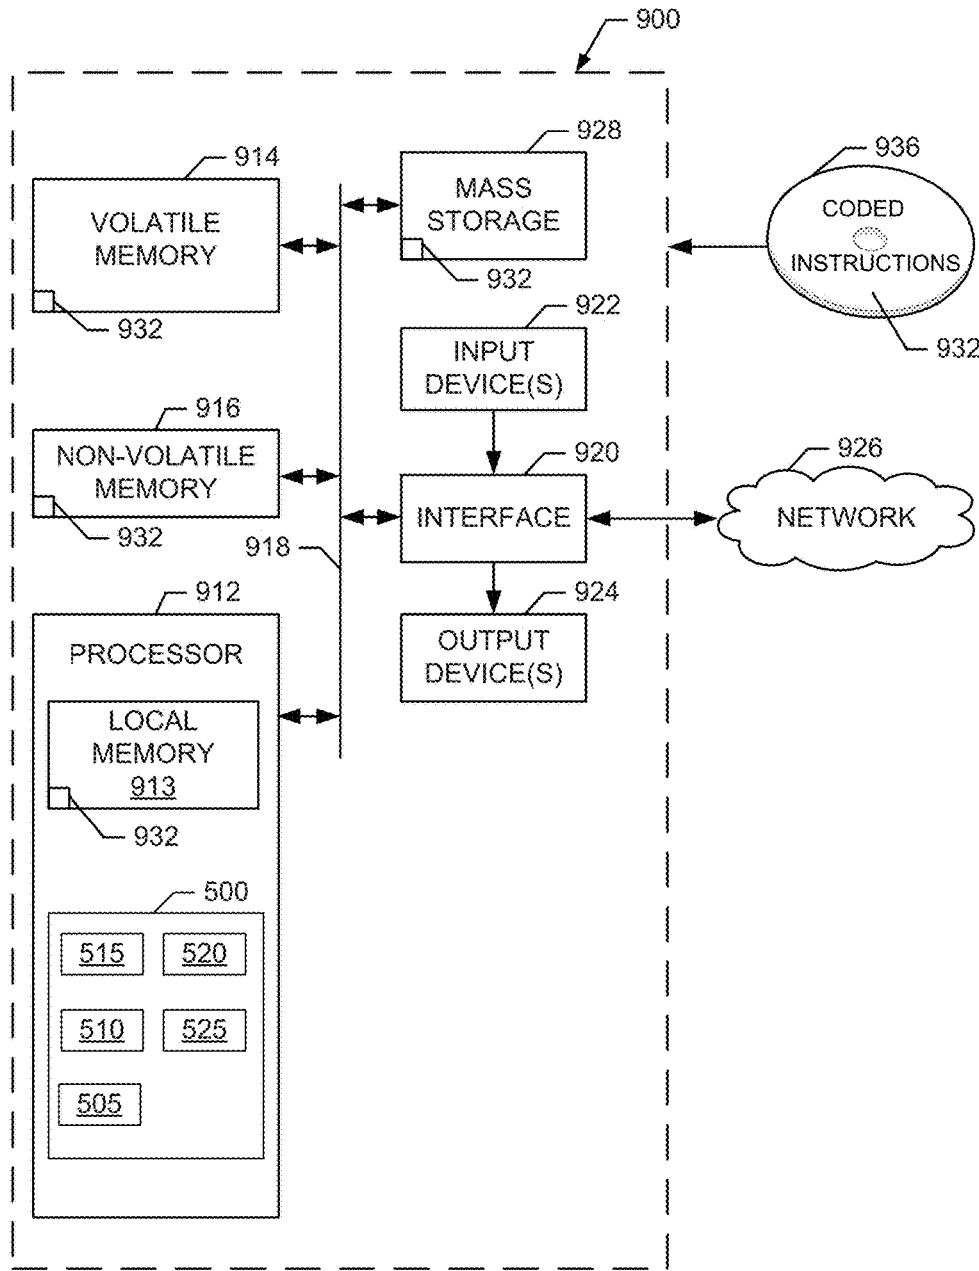 900
914
VOLATILE
MEMORY
932
928
MASS
STORAGE
932
936
CODED
INSTRUCTIONS
932
922
INPUT
DEVICE(S)
916
NON-VOLATILE
MEMORY
932
920
INTERFACE
926
NETWORK
918
924
OUTPUT
DEVICE(S)
912
PROCESSOR
LOCAL
MEMORY
913
932
500
515
520
510
525
505